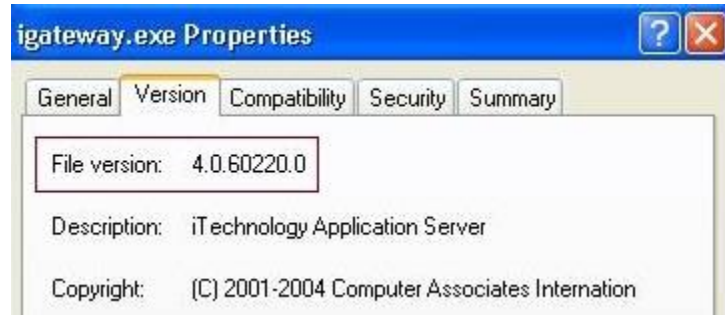 igateway.exe Properties
General Version Compatibility Security Summary
File version: 4.0.60220.0
Description: iTechnology Application Server
Copyright: (C) 2001-2004 Computer Associates Internation